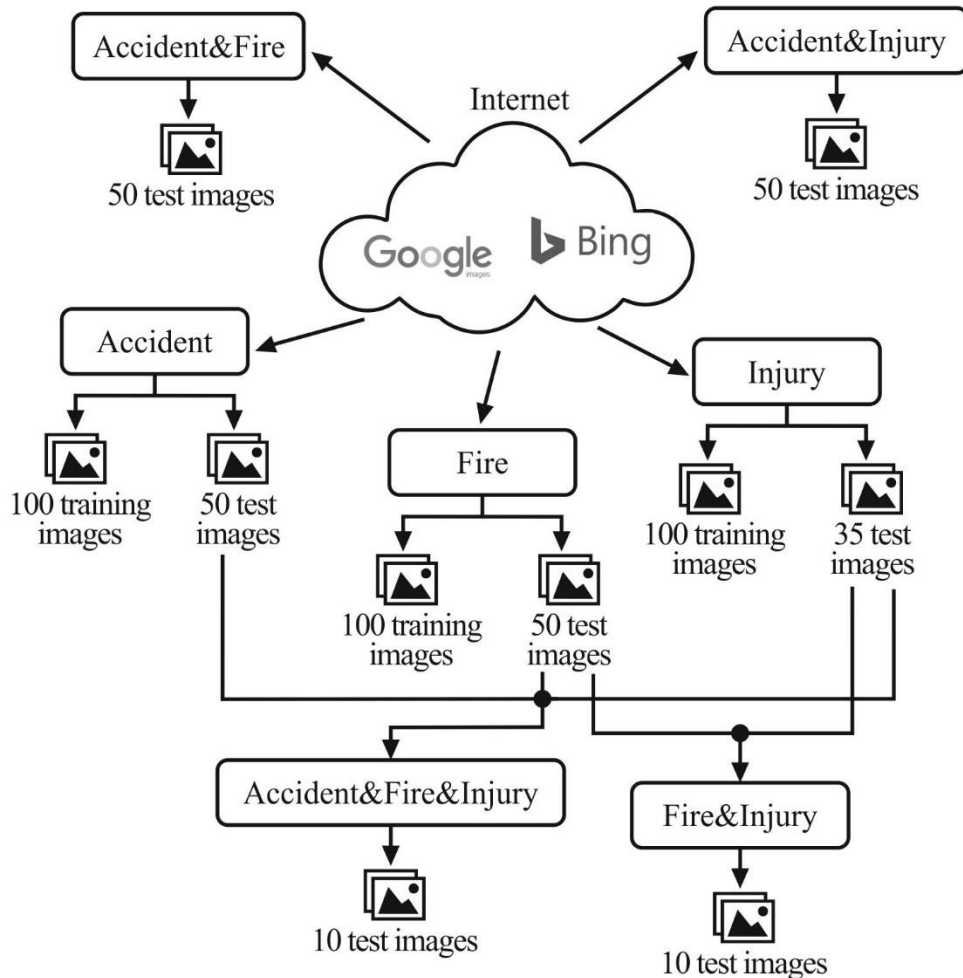 Accident&Fire
Accident&Injury
Internet
50 test images
50 test images
Google
images
Bing
Accident
Injury
Fire
100 training
images
50 test
images
100 training
images
35 test
images
100 training
images
50 test
images
Accident&Fire&Injury
Fire&Injury
10 test images
10 test images